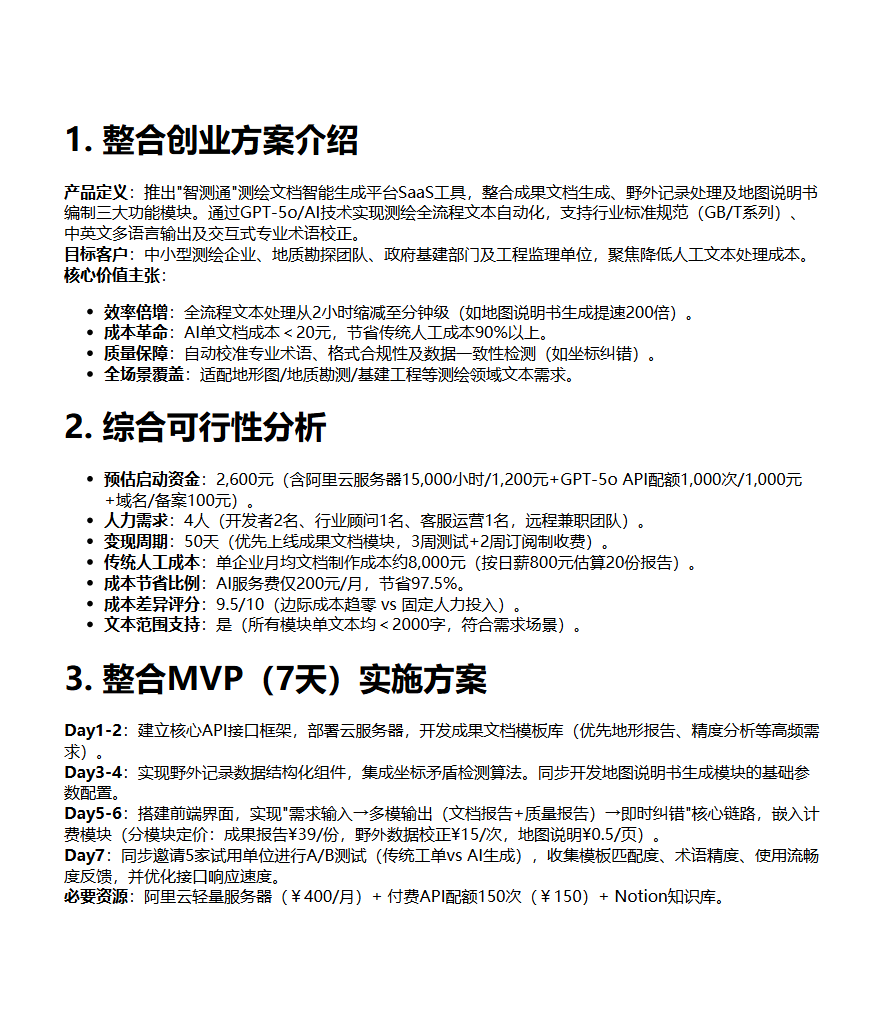 1. 整合创业方案介绍
产品定义：推出"智测通"测绘文档智能生成平台SaaS工具，整合成果文档生成、野外记录处理及地图说明书
编制三大功能模块。通过GPT-5o/AI技术实现测绘全流程文本自动化，支持行业标准规范（GB/T系列）、
中英文多语言输出及交互式专业术语校正。
目标客户：中小型测绘企业、地质勘探团队、政府基建部门及工程监理单位，聚焦降低人工文本处理成本。
核心价值主张：
• 效率倍增：全流程文本处理从2小时缩减至分钟级（如地图说明书生成提速200倍）。
• 成本革命：AI单文档成本＜20元，节省传统人工成本90%以上。
• 质量保障：自动校准专业术语、格式合规性及数据一致性检测（如坐标纠错）。
• 全场景覆盖：适配地形图/地质勘测/基建工程等测绘领域文本需求。
2. 综合可行性分析
• 预估启动资金：2,600元（含阿里云服务器15,000小时/1,200元+GPT-5o API配额1,000次/1,000元
+域名/备案100元）。
• 人力需求：4人（开发者2名、行业顾问1名、客服运营1名，远程兼职团队）。
• 变现周期：50天（优先上线成果文档模块，3周测试+2周订阅制收费）。
• 传统人工成本：单企业月均文档制作成本约8,000元（按日薪800元估算20份报告）。
• 成本节省比例：AI服务费仅200元/月，节省97.5%。
• 成本差异评分：9.5/10（边际成本趋零 vs 固定人力投入）。
• 文本范围支持：是（所有模块单文本均＜2000字，符合需求场景）。
3. 整合MVP（7天）实施方案
Day1-2：建立核心API接口框架，部署云服务器，开发成果文档模板库（优先地形报告、精度分析等高频需
求）。
Day3-4：实现野外记录数据结构化组件，集成坐标矛盾检测算法。同步开发地图说明书生成模块的基础参
数配置。
Day5-6：搭建前端界面，实现"需求输入→多模输出（文档报告+质量报告）→即时纠错"核心链路，嵌入计
费模块（分模块定价：成果报告¥39/份，野外数据校正¥15/次，地图说明¥0.5/页）。
Day7：同步邀请5家试用单位进行A/B测试（传统工单vs AI生成），收集模板匹配度、术语精度、使用流畅
度反馈，并优化接口响应速度。
必要资源：阿里云轻量服务器（￥400/月）+ 付费API配额150次（￥150）+ Notion知识库。